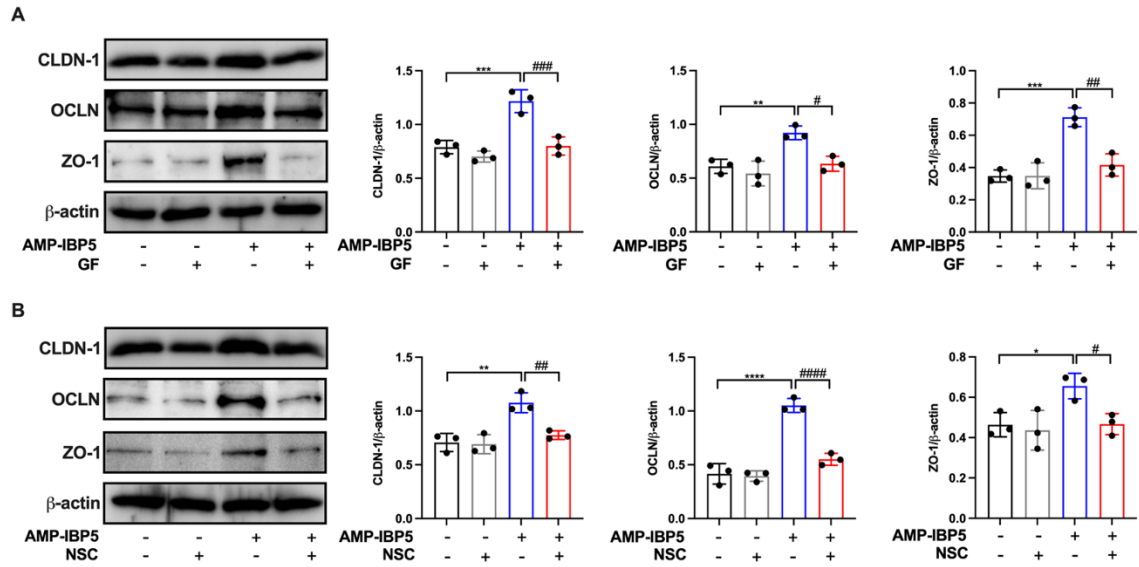 A
CLDN-1
OCLN
ZO-1
β-actin
AMP-IBP5 - - + +
GF - + - +
CLDN-1/β-actin
1.5
1.0
0.5
0.0
*** ###
AMP-IBP5 - - + +
GF - + - +
OCLN/β-actin
1.5
1.0
0.5
0.0
** #
- - + +
- + - +
ZO-1/β-actin
1.0
0.8
0.6
0.4
0.2
0.0
*** ##
AMP-IBP5 - - + +
GF - + - +
B
CLDN-1
OCLN
ZO-1
β-actin
AMP-IBP5 - - + +
NSC - + - +
CLDN-1/β-actin
1.5
1.0
0.5
0.0
** ##
AMP-IBP5 - - + +
NSC - + - +
OCLN/β-actin
1.5
1.0
0.5
0.0
**** ####
AMP-IBP5 - - + +
NSC - + - +
ZO-1/β-actin
0.8
0.6
0.4
0.2
0.0
* #
AMP-IBP5 - - + +
NSC - + - +